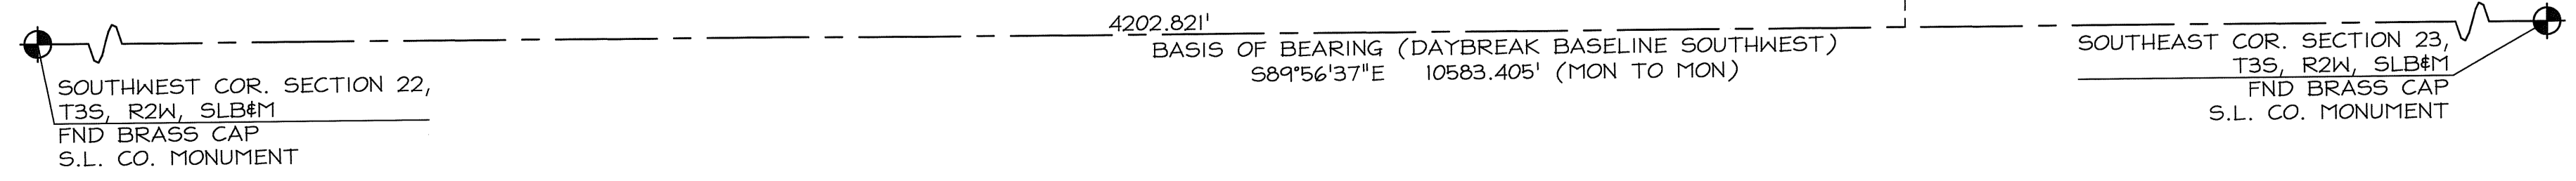 4202.821'
BASIS OF BEARING (DAYBREAK BASELINE SOUTHWEST)
S89°56'37"E 10583.405' (MON TO MON)
SOUTHWEST COR. SECTION 22,
T3S, R2W, SLB&M
FND BRASS CAP
S.L. CO. MONUMENT
SOUTHEAST COR. SECTION 23,
T3S, R2W, SLB&M
FND BRASS CAP
S.L. CO. MONUMENT